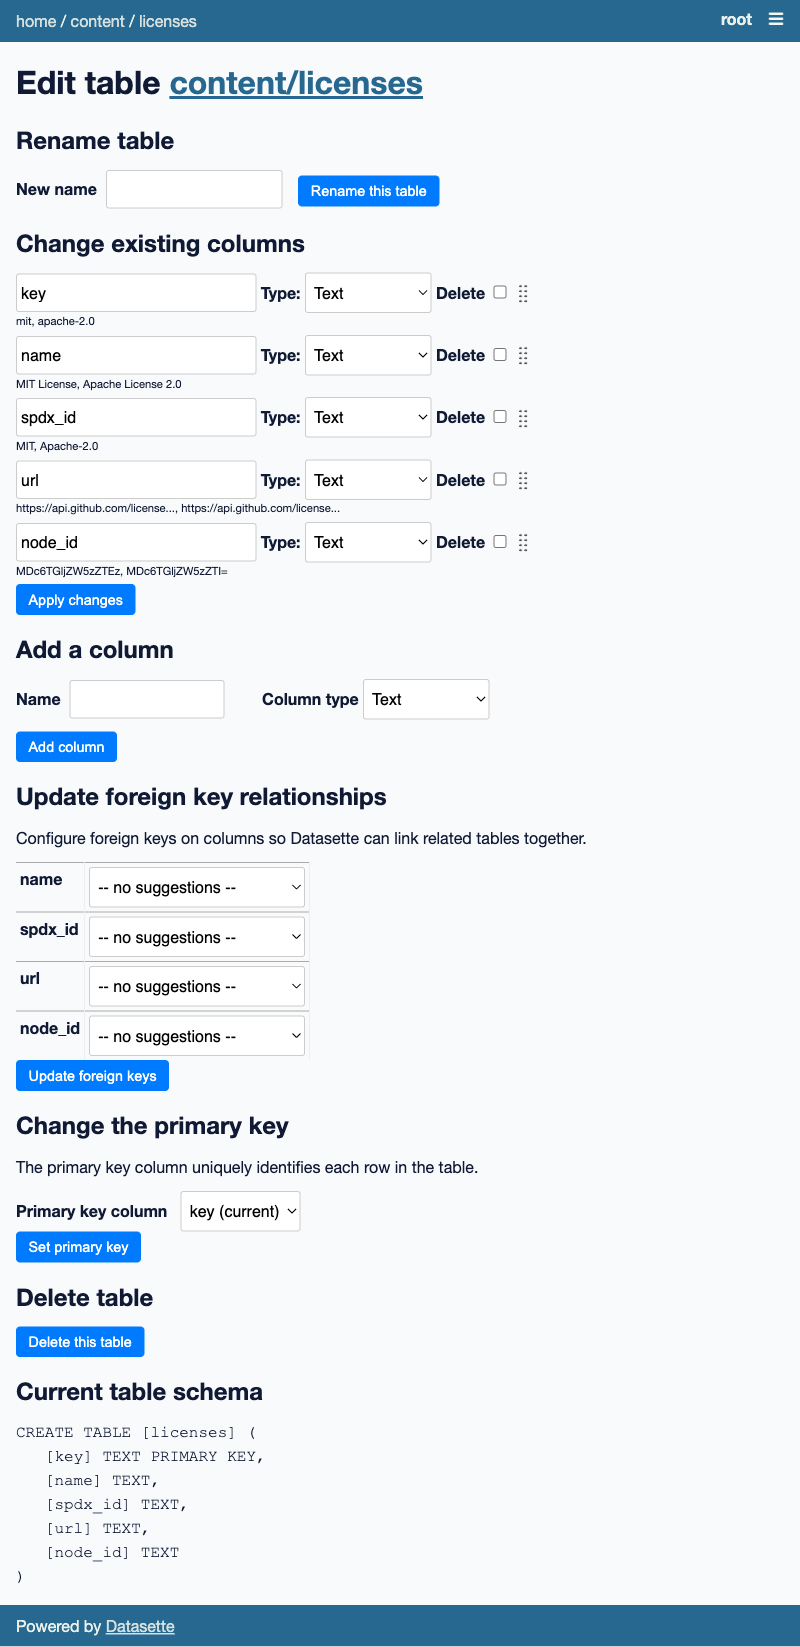 home / content / licenses
root
Edit table content/licenses
Rename table
New name
Rename this table
Change existing columns
key Type: Text Delete
mit, apache-2.0
name Type: Text Delete
MIT License, Apache License 2.0
spdx_id Type: Text Delete
MIT, Apache-2.0
url Type: Text Delete
https://api.github.com/license..., https://api.github.com/license...
node_id Type: Text Delete
MDc6TGljZW5zZTEz, MDc6TGljZW5zZTI=
Apply changes
Add a column
Name Column type Text
Add column
Update foreign key relationships
Configure foreign keys on columns so Datasette can link related tables together.
name -- no suggestions --
spdx_id -- no suggestions --
url -- no suggestions --
node_id -- no suggestions --
Update foreign keys
Change the primary key
The primary key column uniquely identifies each row in the table.
Primary key column key (current)
Set primary key
Delete table
Delete this table
Current table schema
CREATE TABLE [licenses] (
   [key] TEXT PRIMARY KEY,
   [name] TEXT,
   [spdx_id] TEXT,
   [url] TEXT,
   [node_id] TEXT
)
Powered by Datasette